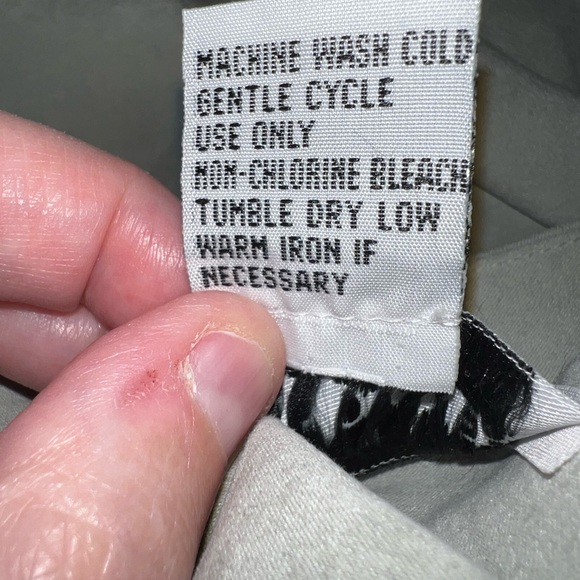 MACHINE WASH COLD
GENTLE CYCLE
USE ONLY
NON-CHLORINE BLEACH
TUMBLE DRY LOW
WARM IRON IF
NECESSARY